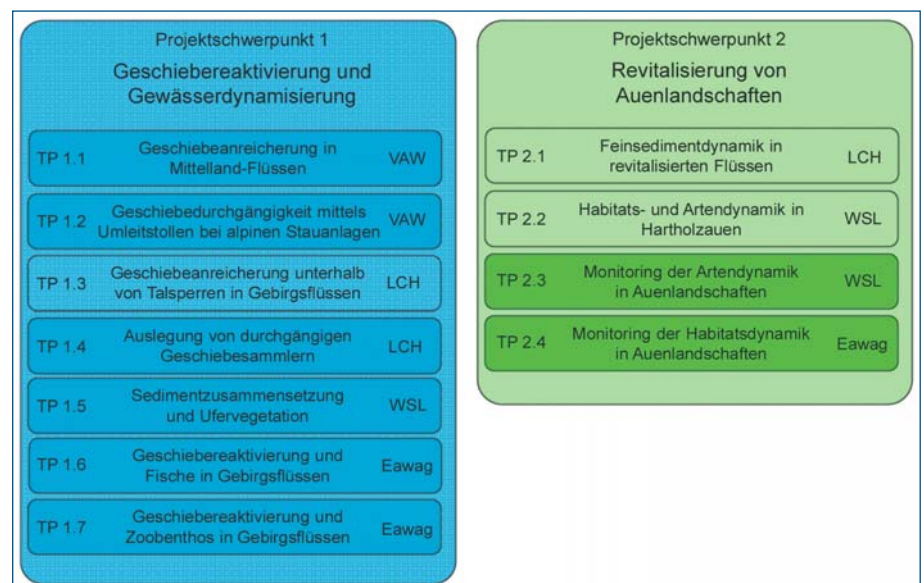 Projektschwerpunkt 1
Geschiebereaktivierung und
Gewässerdynamisierung
TP 1.1
Geschiebeanreicherung in
Mittelland-Flüssen
VAW
TP 1.2
Geschiebedurchgängigkeit mittels
Umleitstollen bei alpinen Stauanlagen
VAW
TP 1.3
Geschiebeanreicherung unterhalb
von Talsperren in Gebirgsflüssen
LCH
TP 1.4
Auslegung von durchgängigen
Geschiebesammlern
LCH
TP 1.5
Sedimentzusammensetzung
und Ufervegetation
WSL
TP 1.6
Geschiebereaktivierung und
Fische in Gebirgsflüssen
Eawag
TP 1.7
Geschiebereaktivierung und
Zoobenthos in Gebirgsflüssen
Eawag
Projektschwerpunkt 2
Revitalisierung von
Auenlandschaften
TP 2.1
Feinsedimentdynamik in
revitalisierten Flüssen
LCH
TP 2.2
Habitats- und Artendynamik in
Hartholzauen
WSL
TP 2.3
Monitoring der Artendynamik
in Auenlandschaften
WSL
TP 2.4
Monitoring der Habitatsdynamik
in Auenlandschaften
Eawag